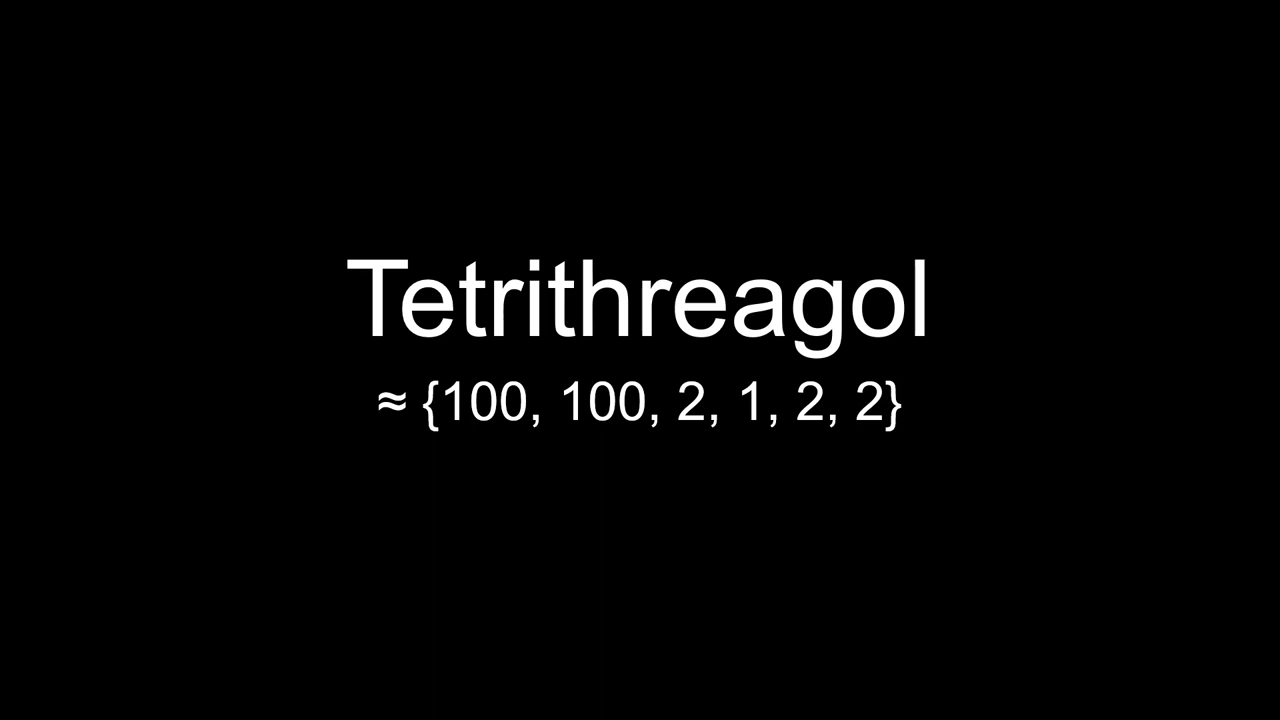 Tetrithreagol
≈ {100, 100, 2, 1, 2, 2}